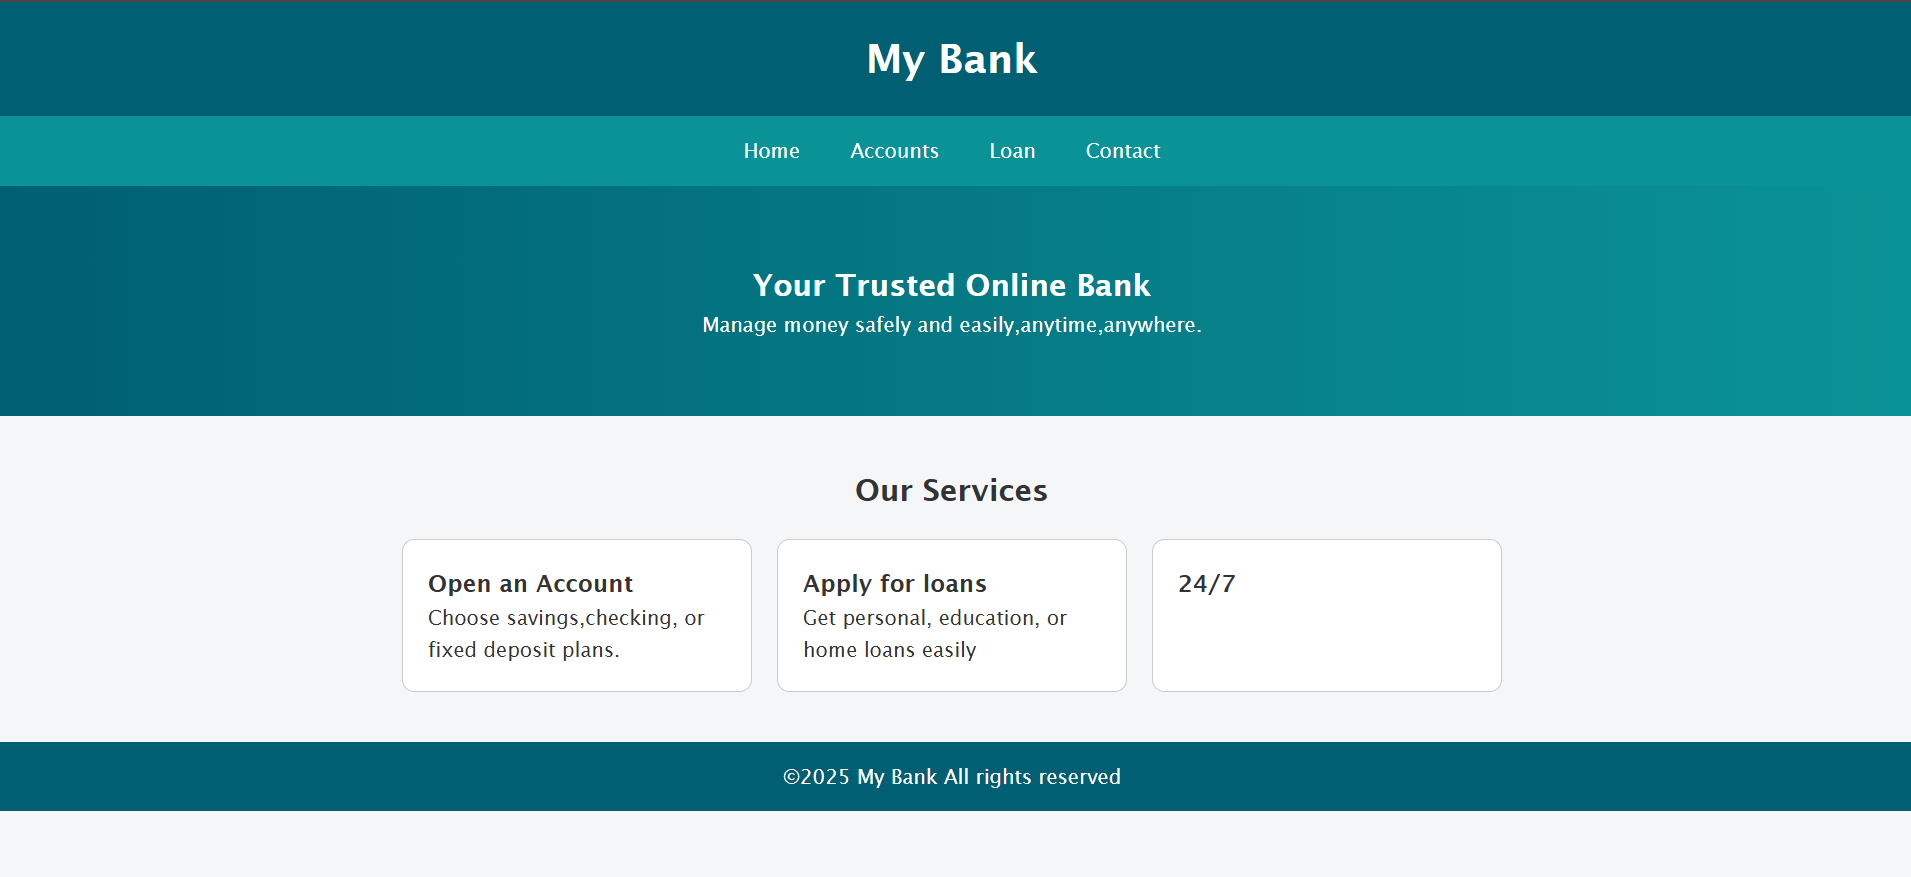 My Bank
Home Accounts Loan Contact
Your Trusted Online Bank
Manage money safely and easily,anytime,anywhere.
Our Services
Open an Account
Choose savings,checking, or
fixed deposit plans.
Apply for loans
Get personal, education, or
home loans easily
24/7
©2025 My Bank All rights reserved